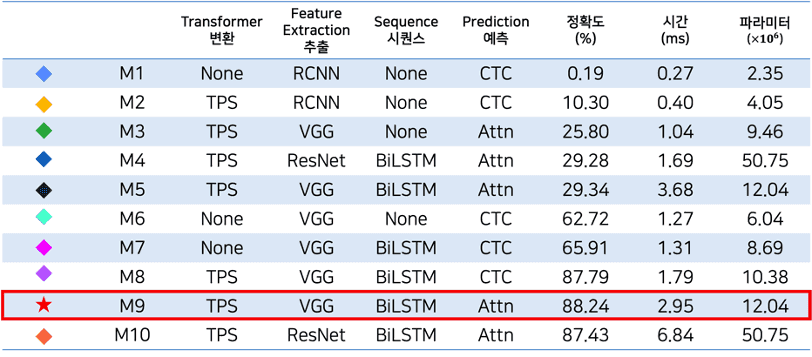 Transformer 변환 Feature Extraction 추출 Sequence 시퀀스 Prediction 예측 정확도 (%) 시간 (ms) 파라미터 (×10⁶)
M1 None RCNN None CTC 0.19 0.27 2.35
M2 TPS RCNN None CTC 10.30 0.40 4.05
M3 TPS VGG None Attn 25.80 1.04 9.46
M4 TPS ResNet BiLSTM Attn 29.28 1.69 50.75
M5 TPS VGG BiLSTM Attn 29.34 3.68 12.04
M6 None VGG None CTC 62.72 1.27 6.04
M7 None VGG BiLSTM CTC 65.91 1.31 8.69
M8 TPS VGG BiLSTM CTC 87.79 1.79 10.38
M9 TPS VGG BiLSTM Attn 88.24 2.95 12.04
M10 TPS ResNet BiLSTM Attn 87.43 6.84 50.75